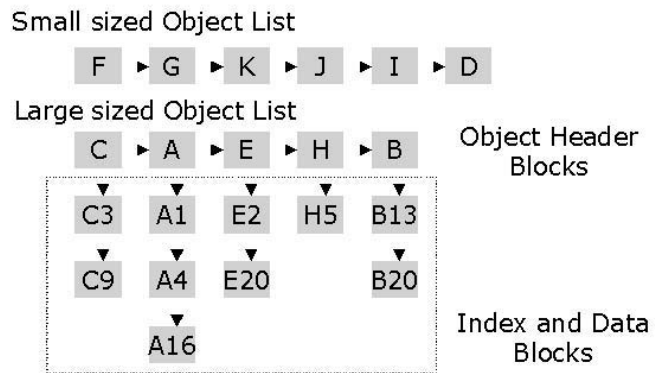 Small sized Object List
F G K J I D
Large sized Object List
C A E H B
Object Header
Blocks
C3 A1 E2 H5 B13
C9 A4 E20 B20
A16
Index and Data
Blocks